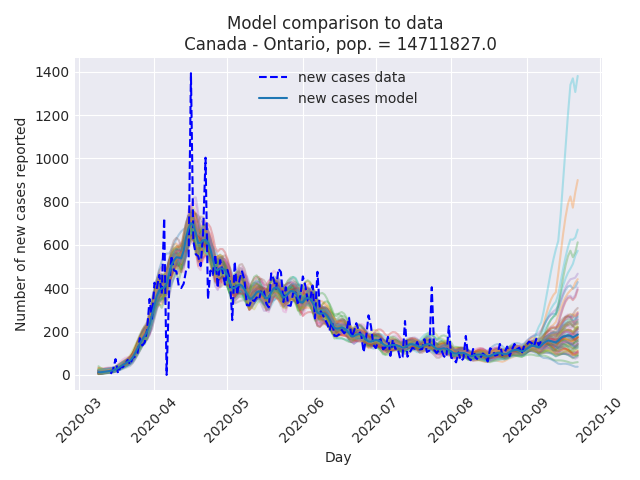 Model comparison to data
Canada - Ontario, pop. = 14711827.0
new cases data
new cases model
Number of new cases reported
1400
1200
1000
800
600
400
200
0
2020-03
2020-04
2020-05
2020-06
2020-07
2020-08
2020-09
2020-10
Day